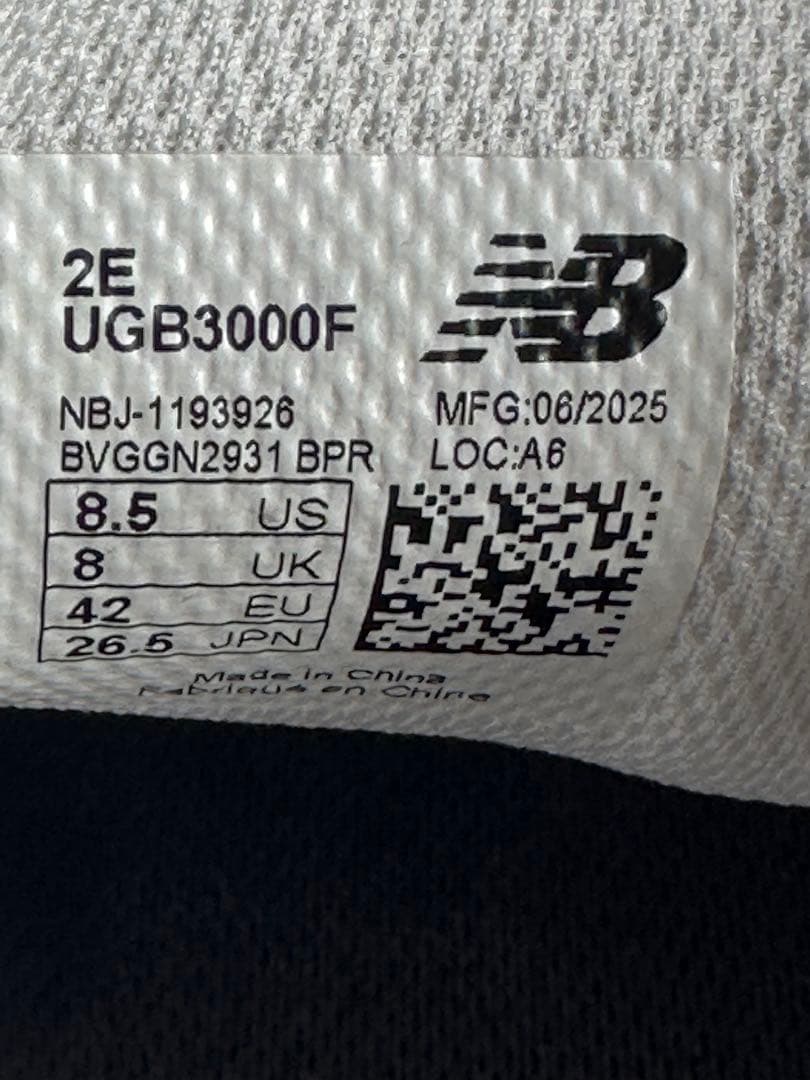 2E
UGB3000F
NB
NBJ-1193926
MFG:06/2025
BVGGN2931 BPR
LOC:A6
8.5 US
8 UK
42 EU
26.5 JPN
Made in China
Fabriqué en Chine